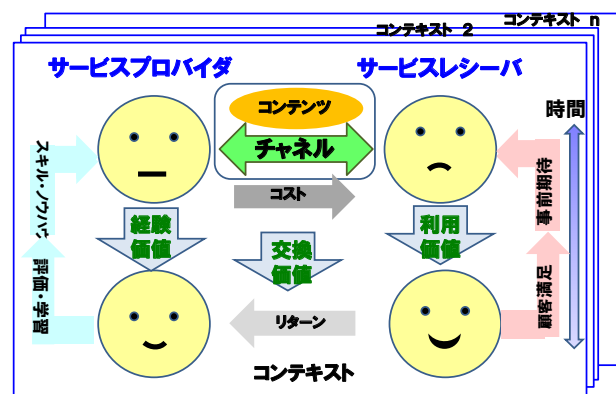 コンテキスト n
コンテキスト 2
サービスプロバイダ
サービスレシーバ
コンテンツ
チャネル
時間
スキル・ノウハウ
コスト
事前期待
経験
価値
交換
価値
利用
価値
評価・学習
リターン
顧客満足
コンテキスト